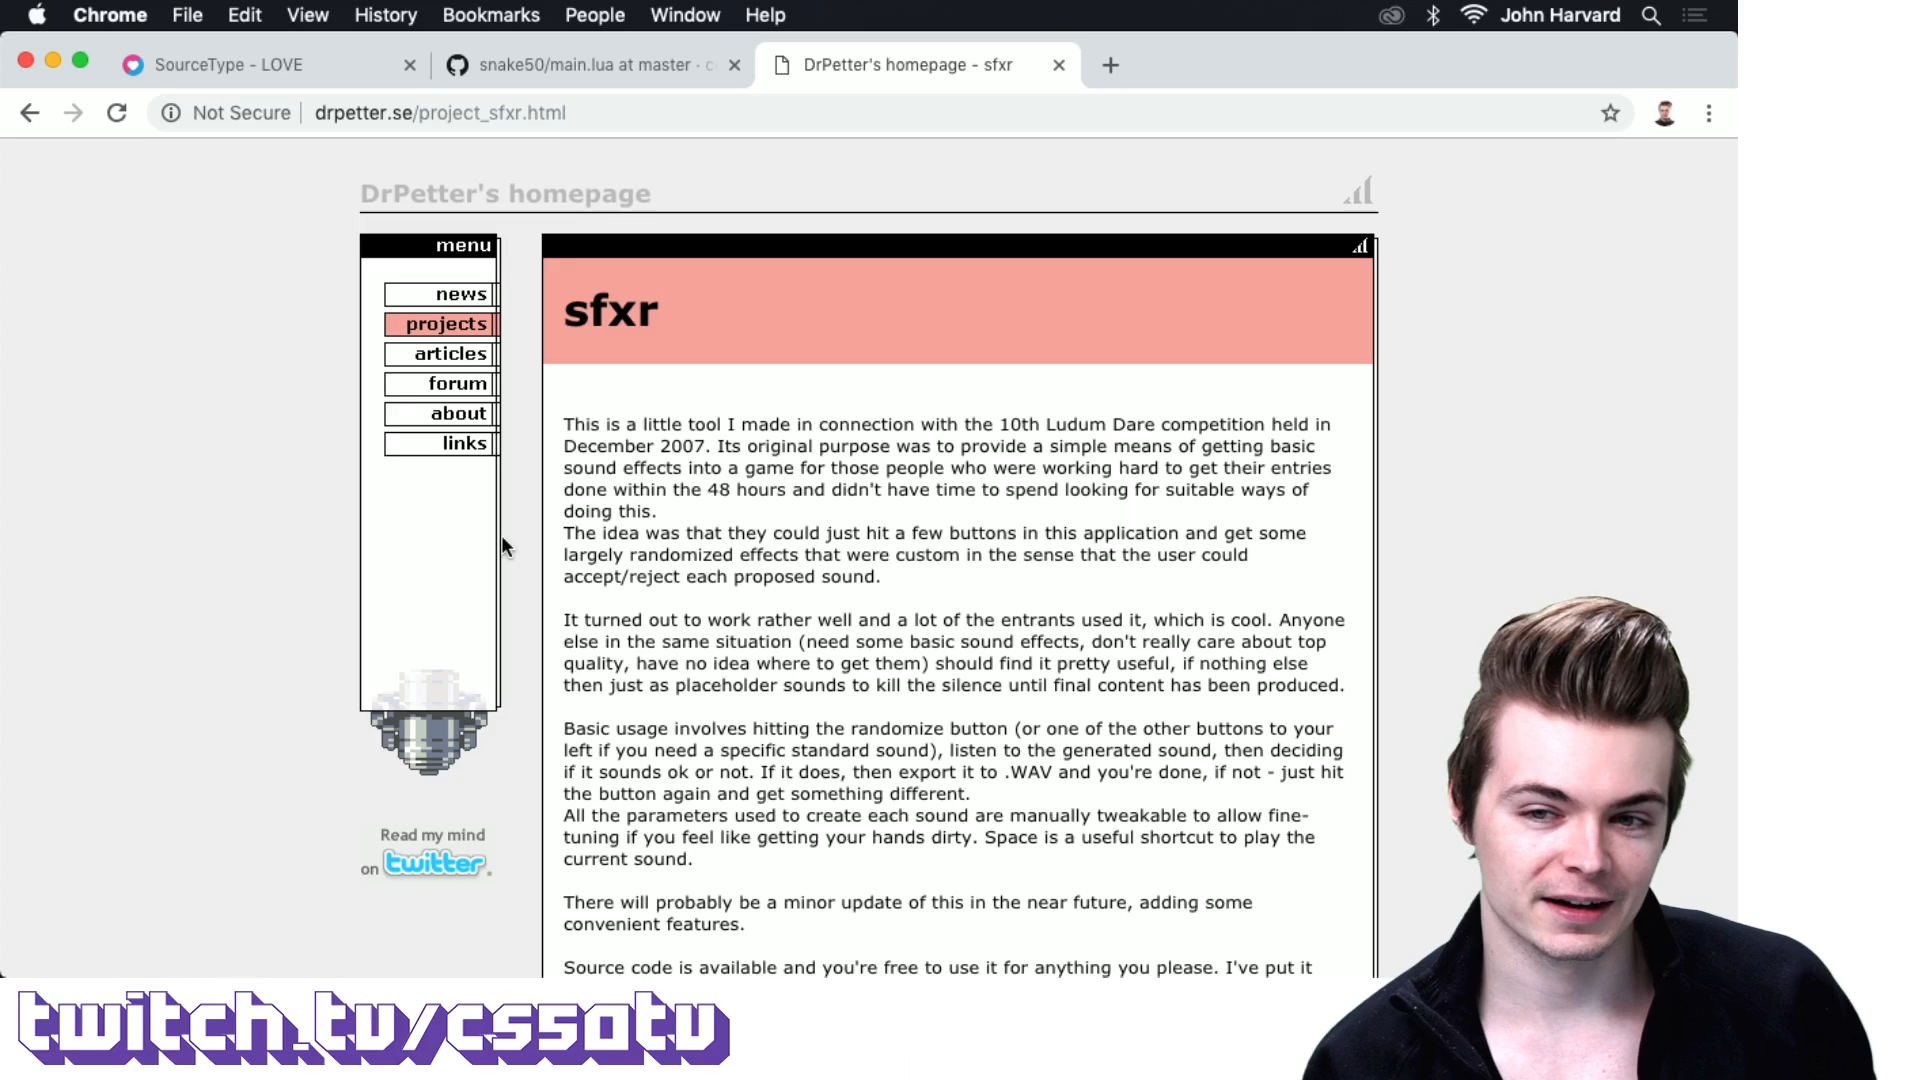 Chrome File Edit View History Bookmarks People Window Help John Harvard
SourceType - LOVE
snake50/main.lua at master - c
DrPetter's homepage - sfxr
Not Secure
drpetter.se/project_sfxr.html
DrPetter's homepage
menu
news
projects
articles
forum
about
links
Read my mind
on twitter.
sfxr
This is a little tool I made in connection with the 10th Ludum Dare competition held in
December 2007. Its original purpose was to provide a simple means of getting basic
sound effects into a game for those people who were working hard to get their entries
done within the 48 hours and didn't have time to spend looking for suitable ways of
doing this.
The idea was that they could just hit a few buttons in this application and get some
largely randomized effects that were custom in the sense that the user could
accept/reject each proposed sound.
It turned out to work rather well and a lot of the entrants used it, which is cool. Anyone
else in the same situation (need some basic sound effects, don't really care about top
quality, have no idea where to get them) should find it pretty useful, if nothing else
then just as placeholder sounds to kill the silence until final content has been produced.
Basic usage involves hitting the randomize button (or one of the other buttons to your
left if you need a specific standard sound), listen to the generated sound, then deciding
if it sounds ok or not. If it does, then export it to .WAV and you're done, if not - just hit
the button again and get something different.
All the parameters used to create each sound are manually tweakable to allow fine-
tuning if you feel like getting your hands dirty. Space is a useful shortcut to play the
current sound.
There will probably be a minor update of this in the near future, adding some
convenient features.
Source code is available and you're free to use it for anything you please. I've put it
twitch.tv/cs50tv